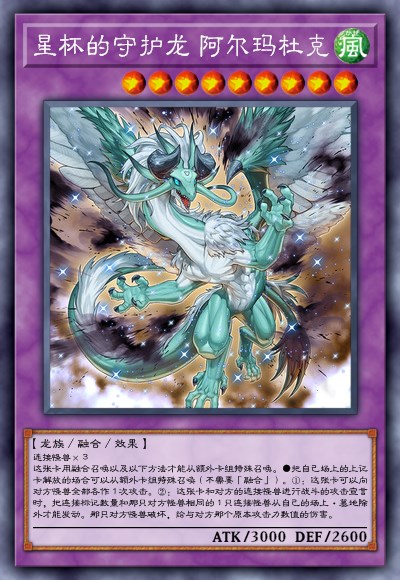 星杯的守护龙 阿尔玛杜克
風
【龙族／融合／效果】
连接怪兽×３
这张卡用融合召唤以及以下方法才能从额外卡组特殊召唤。●把自己场上的上记
卡解放的场合可以从额外卡组特殊召唤（不需要「融合」）。①：这张卡可以向
对方怪兽全部各作１次攻击。②：这张卡和对方的连接怪兽进行战斗的攻击宣言
时，把连接标记数量和那只对方怪兽相同的１只连接怪兽从自己的场上·墓地除
外才能发动。那只对方怪兽破坏，给与对方那个原本攻击力数值的伤害。
ATK/3000 DEF/2600